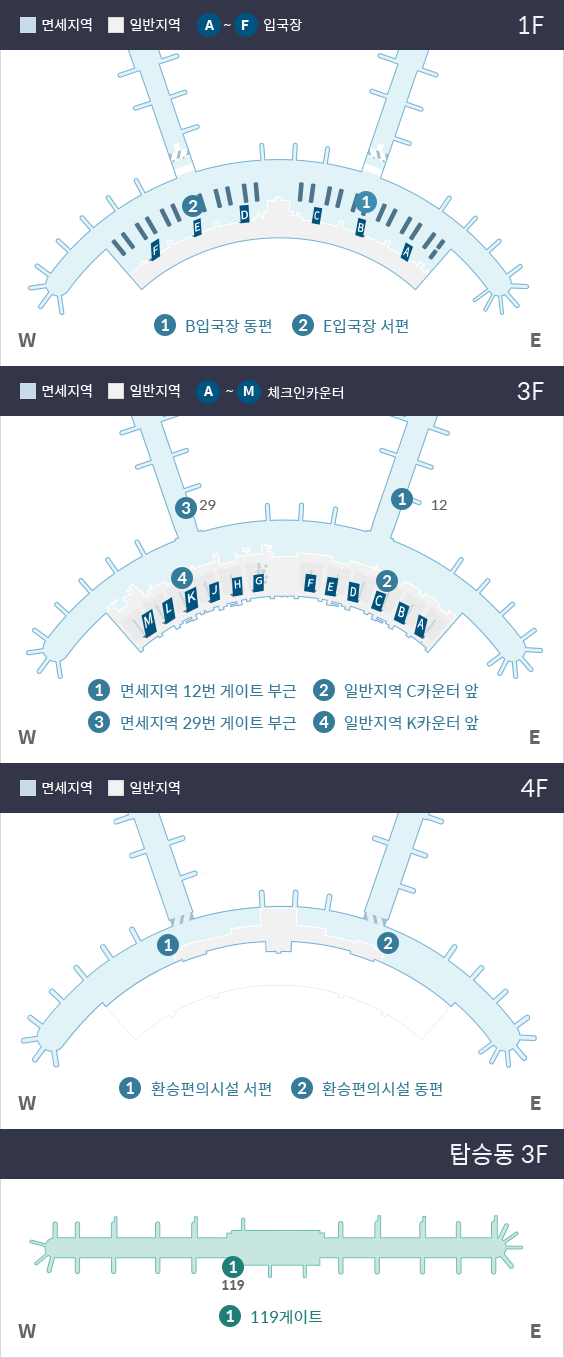 면세지역 일반지역 A ~ F 입국장 1F
2 1
F E D C B A
1 B입국장 동편 2 E입국장 서편
W E
면세지역 일반지역 A ~ M 체크인카운터 3F
3 29 1 12
4 2
M L K J H G F E D C B A
1 면세지역 12번 게이트 부근 2 일반지역 C카운터 앞
3 면세지역 29번 게이트 부근 4 일반지역 K카운터 앞
W E
면세지역 일반지역 4F
1 2
1 환승편의시설 서편 2 환승편의시설 동편
W E
탑승동 3F
1
119
1 119게이트
W E